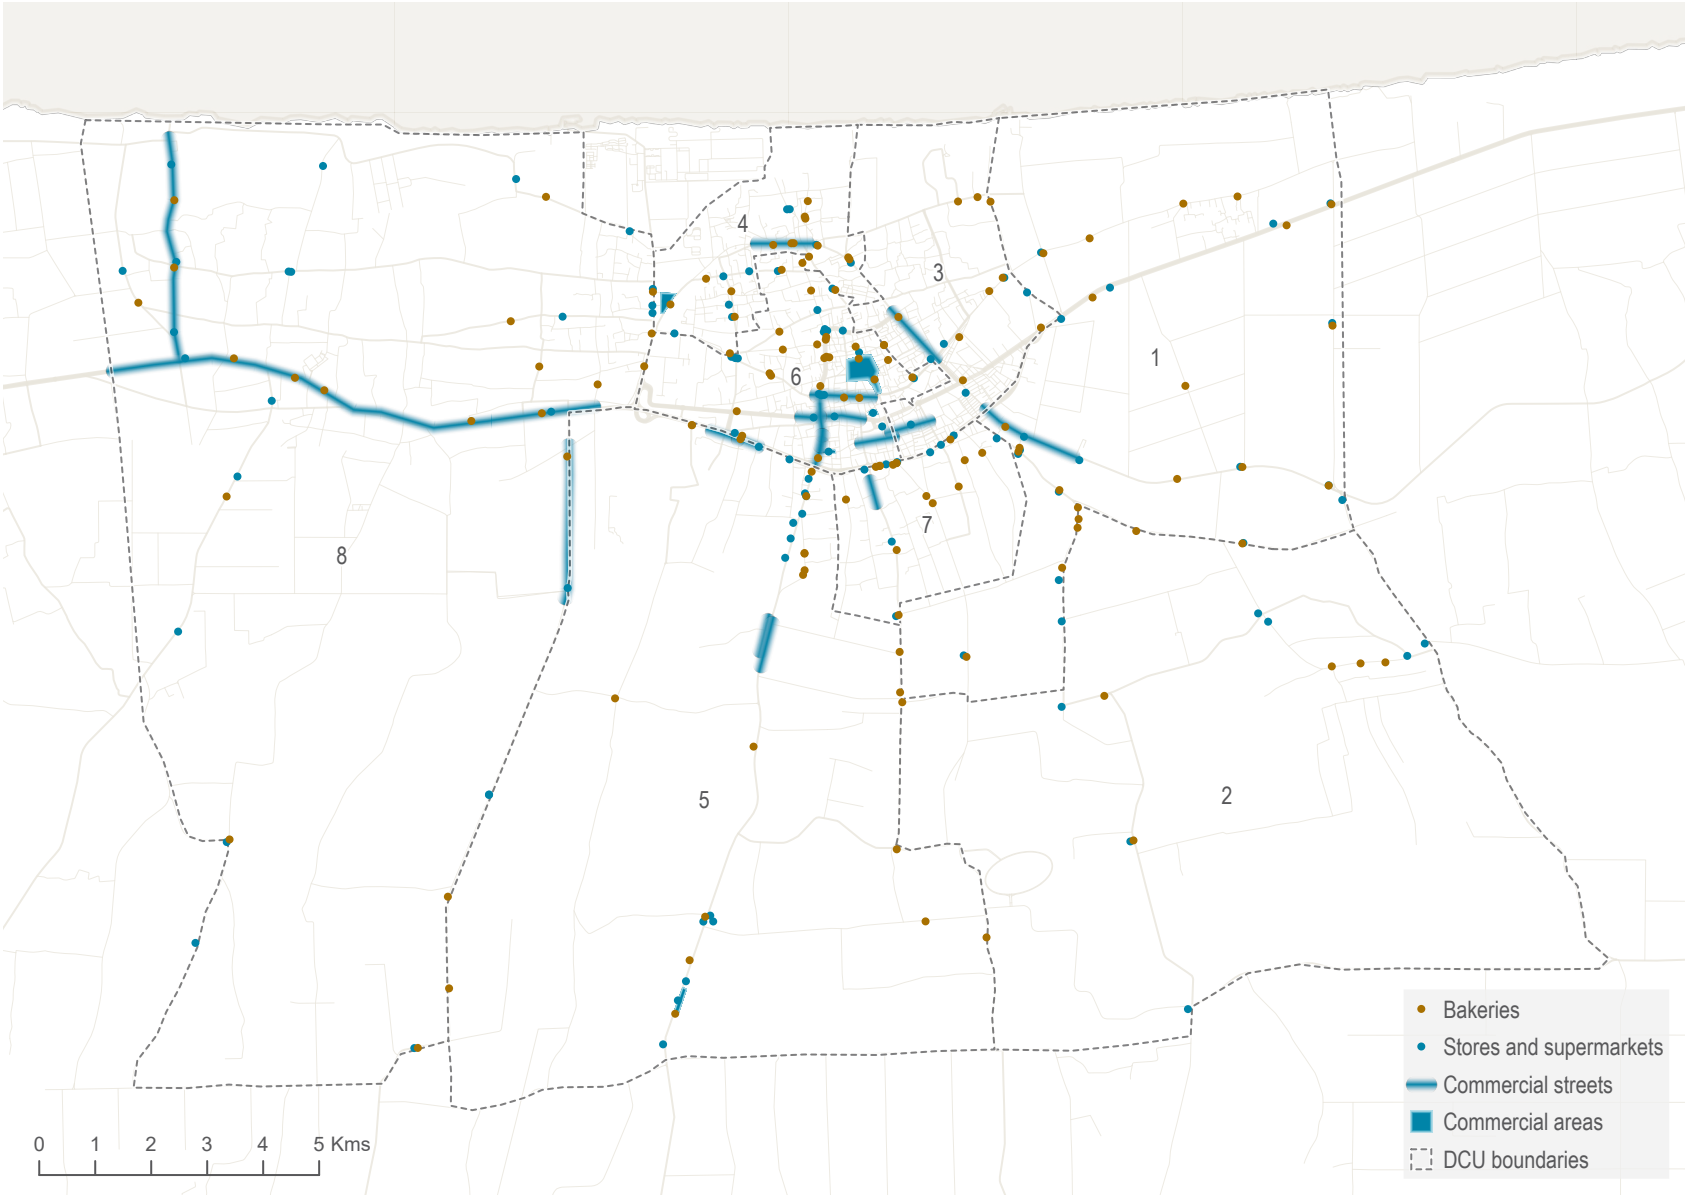 4
3
1
6
7
8
5
2
Bakeries
Stores and supermarkets
Commercial streets
Commercial areas
DCU boundaries
0 1 2 3 4 5 Kms